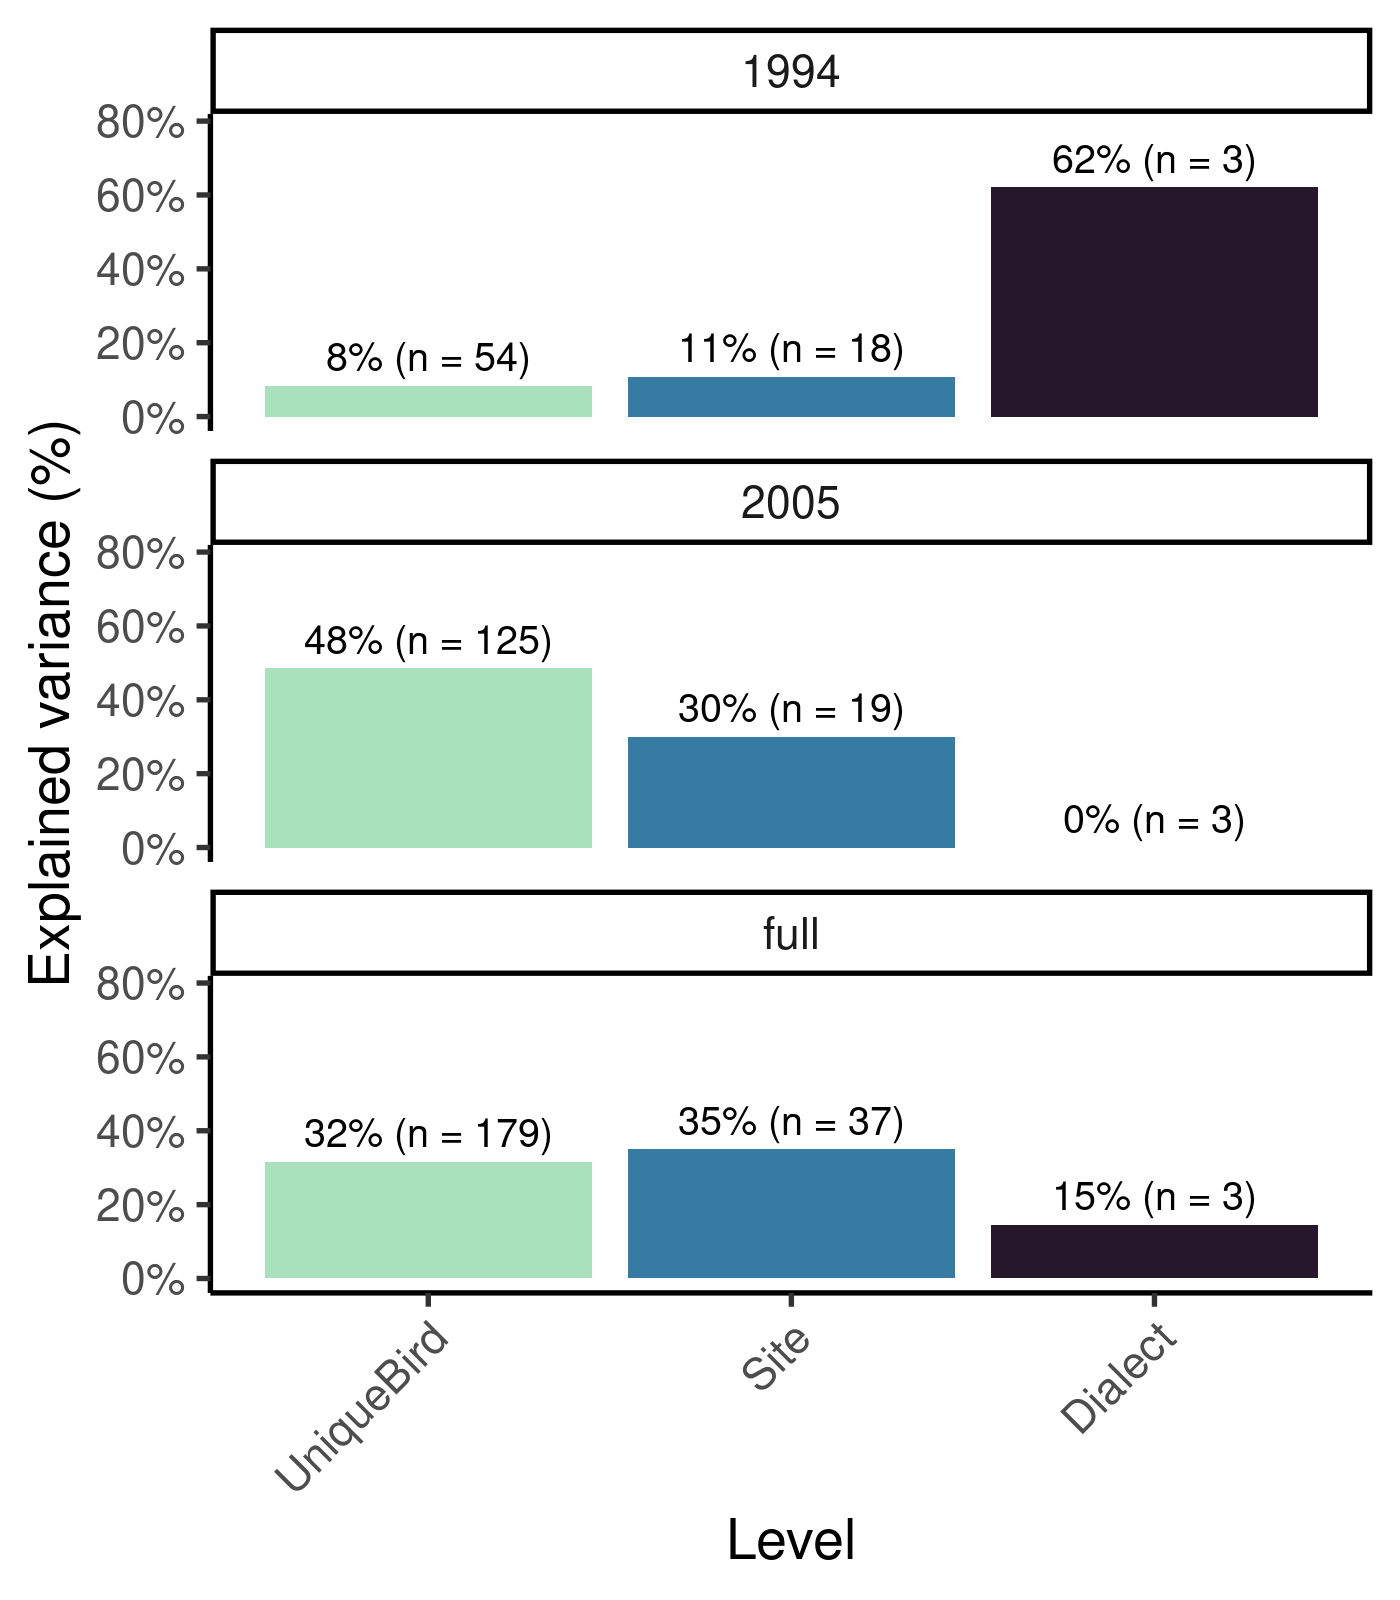 1994
80%
60%
40%
20%
0%
8% (n = 54)
11% (n = 18)
62% (n = 3)
2005
80%
60%
40%
20%
0%
48% (n = 125)
30% (n = 19)
0% (n = 3)
full
80%
60%
40%
20%
0%
32% (n = 179)
35% (n = 37)
15% (n = 3)
Explained variance (%)
UniqueBird
Site
Dialect
Level